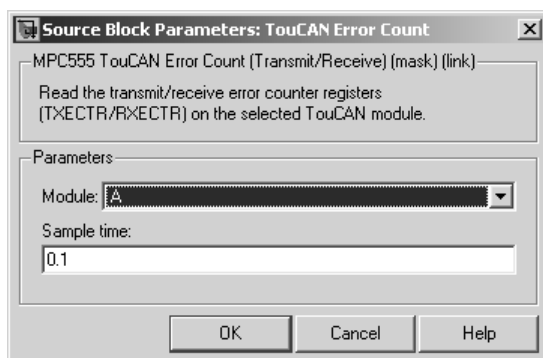 Source Block Parameters: TouCAN Error Count
MPC555 TouCAN Error Count (Transmit/Receive) (mask) (link)
Read the transmit/receive error counter registers
(TXECTR/RXECTR) on the selected TouCAN module.
Parameters
Module: A
Sample time:
0.1
OK Cancel Help